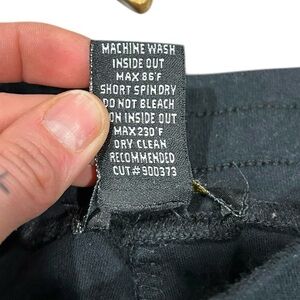 MACHINE WASH
INSIDE OUT
MAX 86°F
SHORT SPIN DRY
DO NOT BLEACH
ON INSIDE OUT
MAX 230°F
DRY CLEAN
RECOMMENDED
CUT#900373